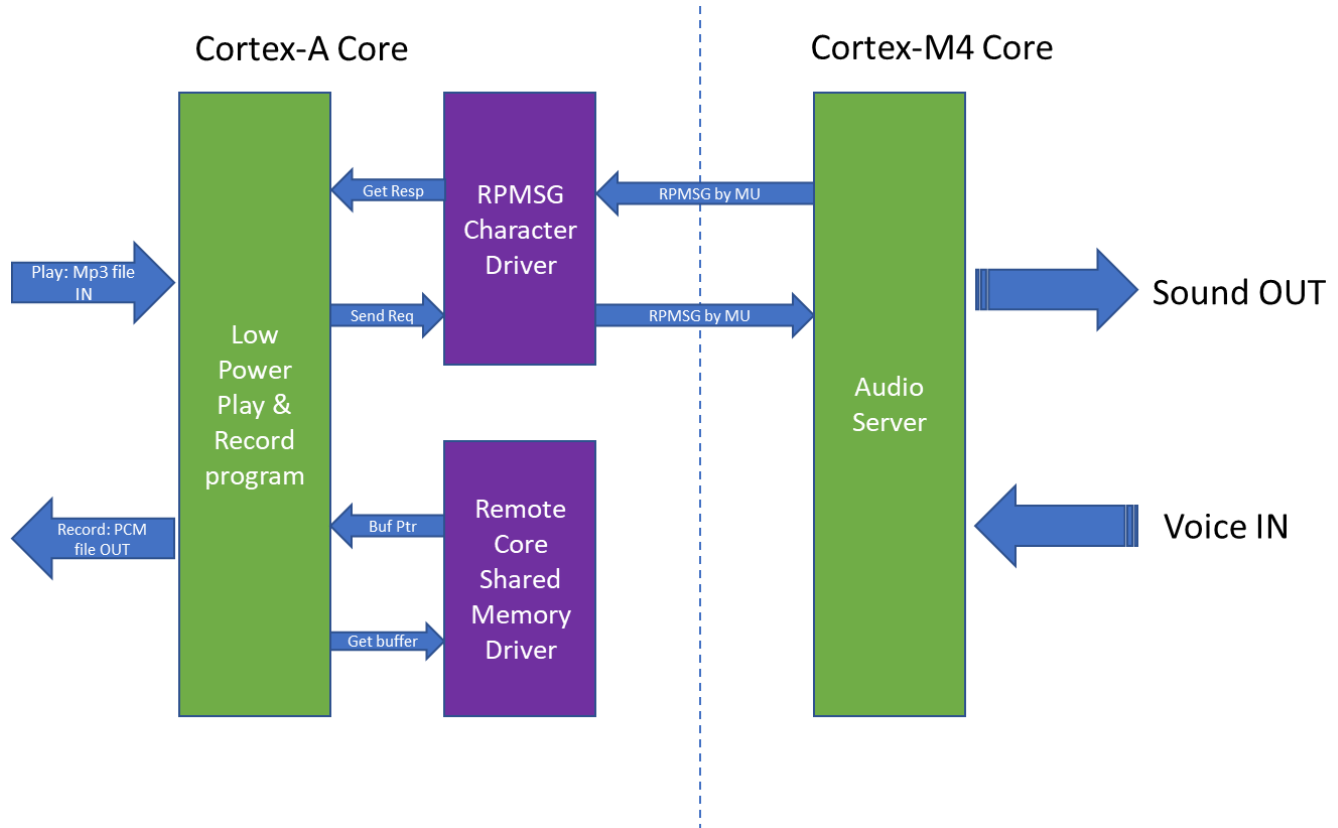 Cortex-A Core
Cortex-M4 Core
Low
Power
Play &
Record
program
RPMSG
Character
Driver
Remote
Core
Shared
Memory
Driver
Audio
Server
Play: Mp3 file
IN
Record: PCM
file OUT
Get Resp
Send Req
Buf Ptr
Get buffer
RPMSG by MU
RPMSG by MU
Sound OUT
Voice IN